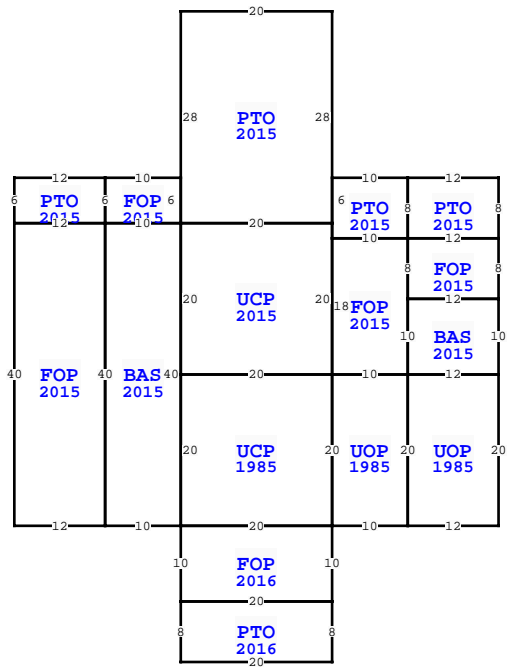 20
28 PTO 28
2015
12 10 10 12
6 PTO 6 FOP 6 6 PTO 8 PTO 8
2015 2015 2015 2015
12 20 10 12
8 FOP 8
2015
20 UCP 20 18 FOP 12
2015 2015
10 BAS 10
2015
40 FOP 40 BAS 40 20 10 12
2015 2015
20 UCP 20 UOP 20 UOP 20
1985 1985 1985
12 10 20 10 12
10 FOP 10
2016
20
8 PTO 8
2016
20